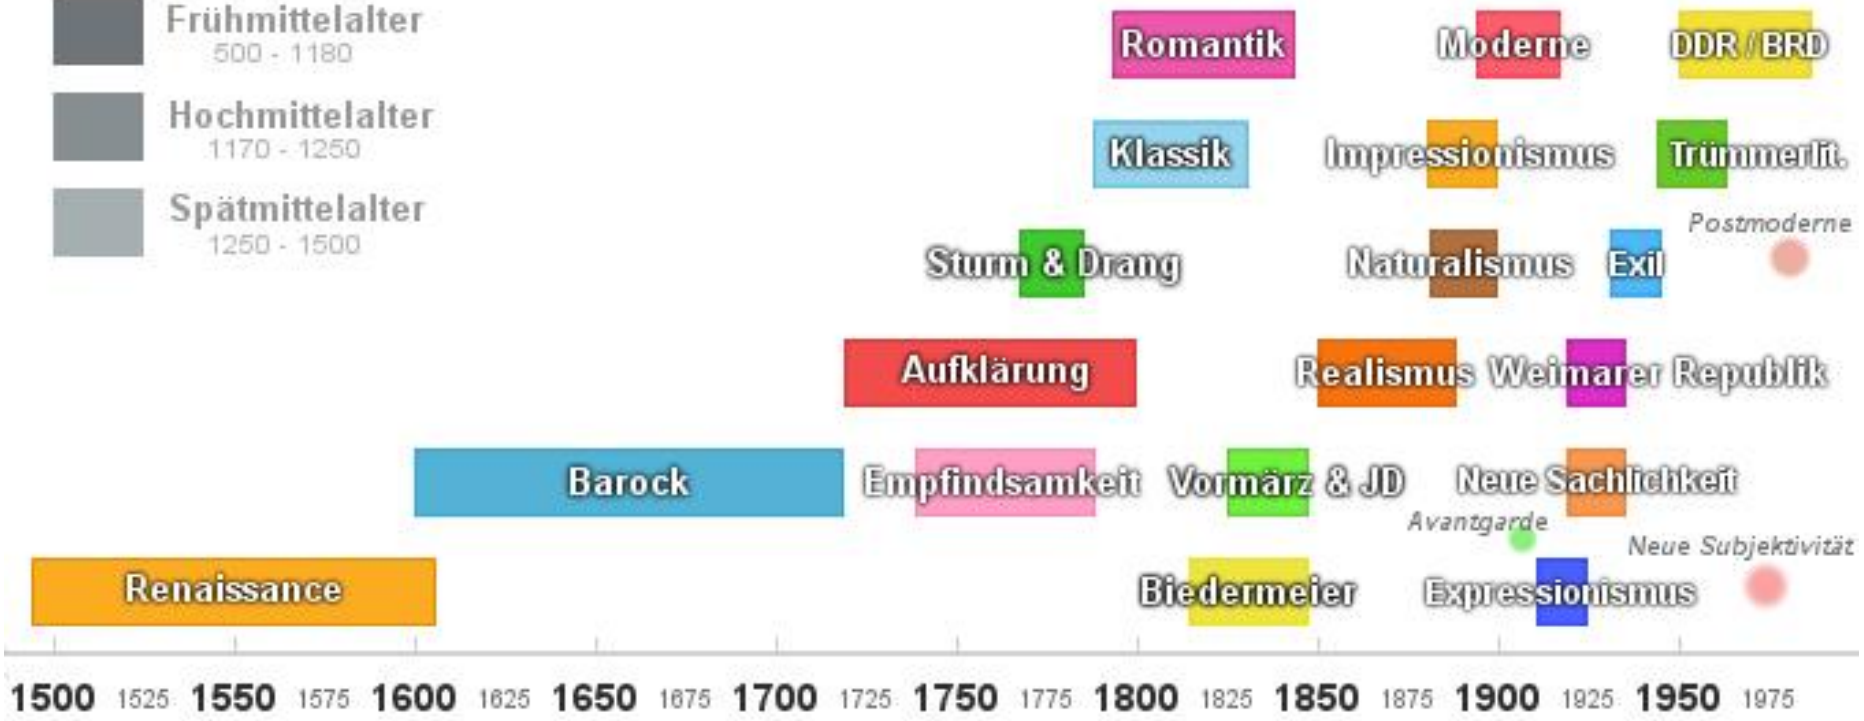 Frühmittelalter
500 - 1180
Romantik
Moderne
DDR / BRD
Hochmittelalter
1170 - 1250
Klassik
Impressionismus
Trümmerlit.
Spätmittelalter
1250 - 1500
Postmoderne
Sturm & Drang
Naturalismus
Exil
Aufklärung
Realismus
Weimarer Republik
Barock
Empfindsamkeit
Vormärz & JD
Neue Sachlichkeit
Avantgarde
Neue Subjektivität
Renaissance
Biedermeier
Expressionismus
1500 1525 1550 1575 1600 1625 1650 1675 1700 1725 1750 1775 1800 1825 1850 1875 1900 1925 1950 1975